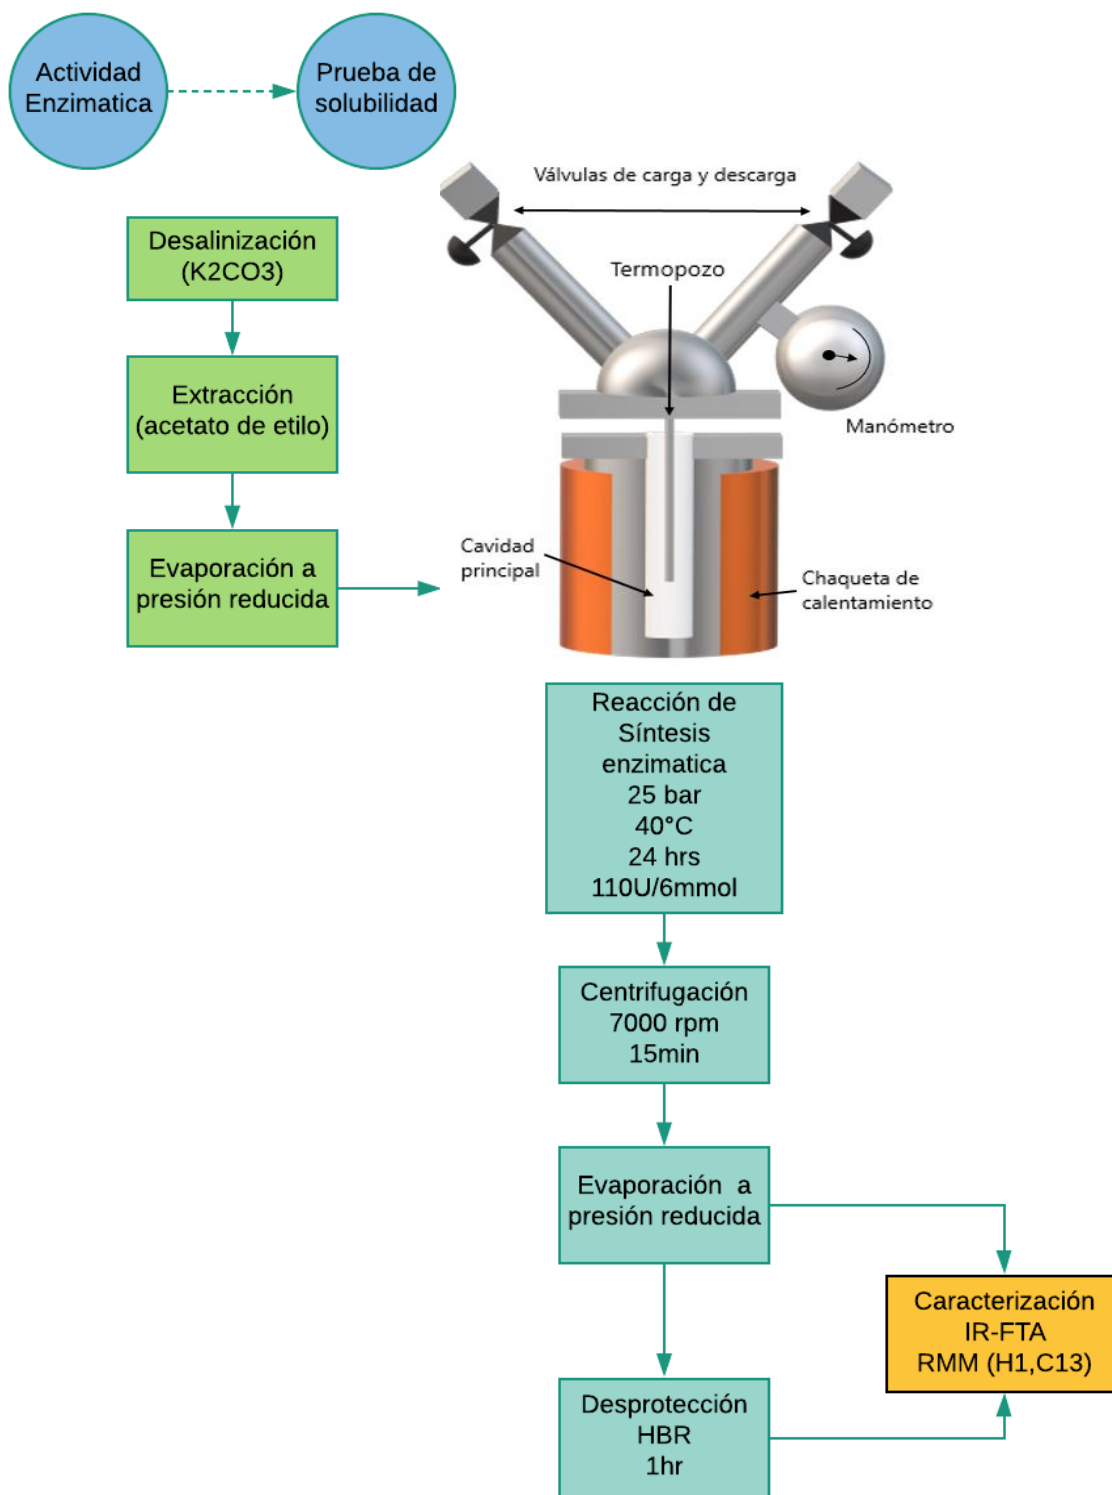 Actividad
Enzimatica
Prueba de
solubilidad
Válvulas de carga y descarga
Desalinización
(K2CO3)
Termopozo
Extracción
(acetato de etilo)
Manómetro
Evaporación a
presión reducida
Cavidad
principal
Chaqueta de
calentamiento
Reacción de
Síntesis
enzimatica
25 bar
40°C
24 hrs
110U/6mmol
Centrifugación
7000 rpm
15min
Evaporación a
presión reducida
Caracterización
IR-FTA
RMM (H1,C13)
Desprotección
HBR
1hr